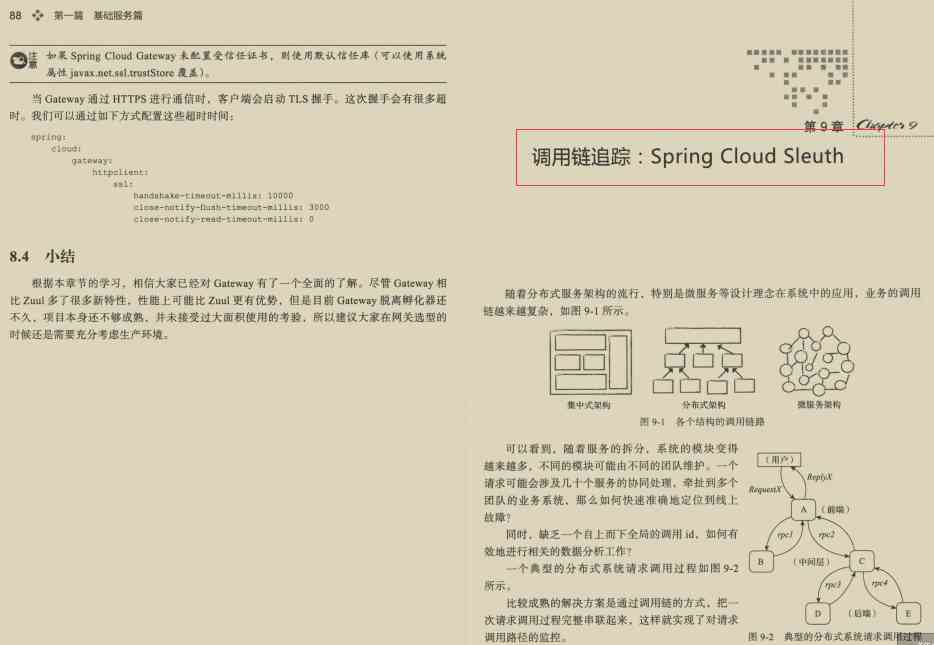 88 第一篇 基础服务篇
注意 如果 Spring Cloud Gateway 未配置受信任证书，则使用默认信任库（可以使用系统
属性 javax.net.ssl.trustStore 覆盖）。
当 Gateway 通过 HTTPS 进行通信时，客户端会启动 TLS 握手。这次握手会有很多超
时。我们可以通过如下方式配置这些超时时间：
spring:
cloud:
gateway:
httpclient:
ssl:
handshake-timeout-millis: 10000
close-notify-flush-timeout-millis: 3000
close-notify-read-timeout-millis: 0
8.4 小结
根据本章节的学习，相信大家已经对 Gateway 有了一个全面的了解。尽管 Gateway 相
比 Zuul 多了很多新特性，性能上可能比 Zuul 更有优势，但是目前 Gateway 脱离孵化器还
不久，项目本身还不够成熟，并未接受过大面积使用的考验，所以建议大家在网关选型的
时候还是需要充分考虑生产环境。
第 9 章 Chapter 9
调用链追踪：Spring Cloud Sleuth
随着分布式服务架构的流行，特别是微服务等设计理念在系统中的应用，业务的调用
链越来越复杂，如图 9-1 所示。
集中式架构 分布式架构 微服务架构
图 9-1 各个结构的调用链路
可以看到，随着服务的拆分，系统的模块变得
越来越多，不同的模块可能由不同的团队维护。一个
请求可能会涉及几十个服务的协同处理，牵扯到多个
团队的业务系统，那么如何快速准确地定位到线上
故障？
同时，缺乏一个自上而下全局的调用 id，如何有
效地进行相关的数据分析工作？
一个典型的分布式系统请求调用过程如图 9-2
所示。
比较成熟的解决方案是通过调用链的方式，把一
次请求调用过程完整串联起来，这样就实现了对请求
调用路径的监控。
（用户）
RequestX ReplyX
A （前端）
rpc1 rpc2
B （中间层） C
rpc3 rpc4
D （后端） E
图 9-2 典型的分布式系统请求调用过程